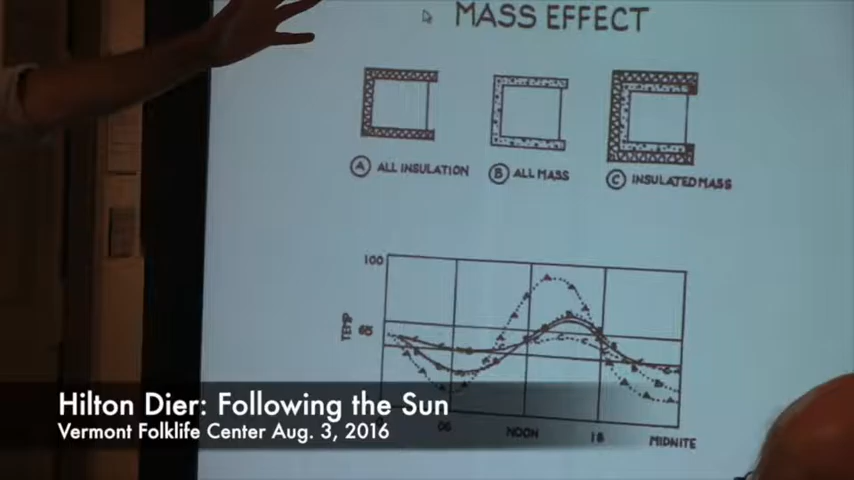 MASS EFFECT
Ⓐ ALL INSULATION
Ⓑ ALL MASS
Ⓒ INSULATED MASS
100
TEMP
65
06
NOON
18
MIDNITE
Hilton Dier: Following the Sun
Vermont Folklife Center Aug. 3, 2016